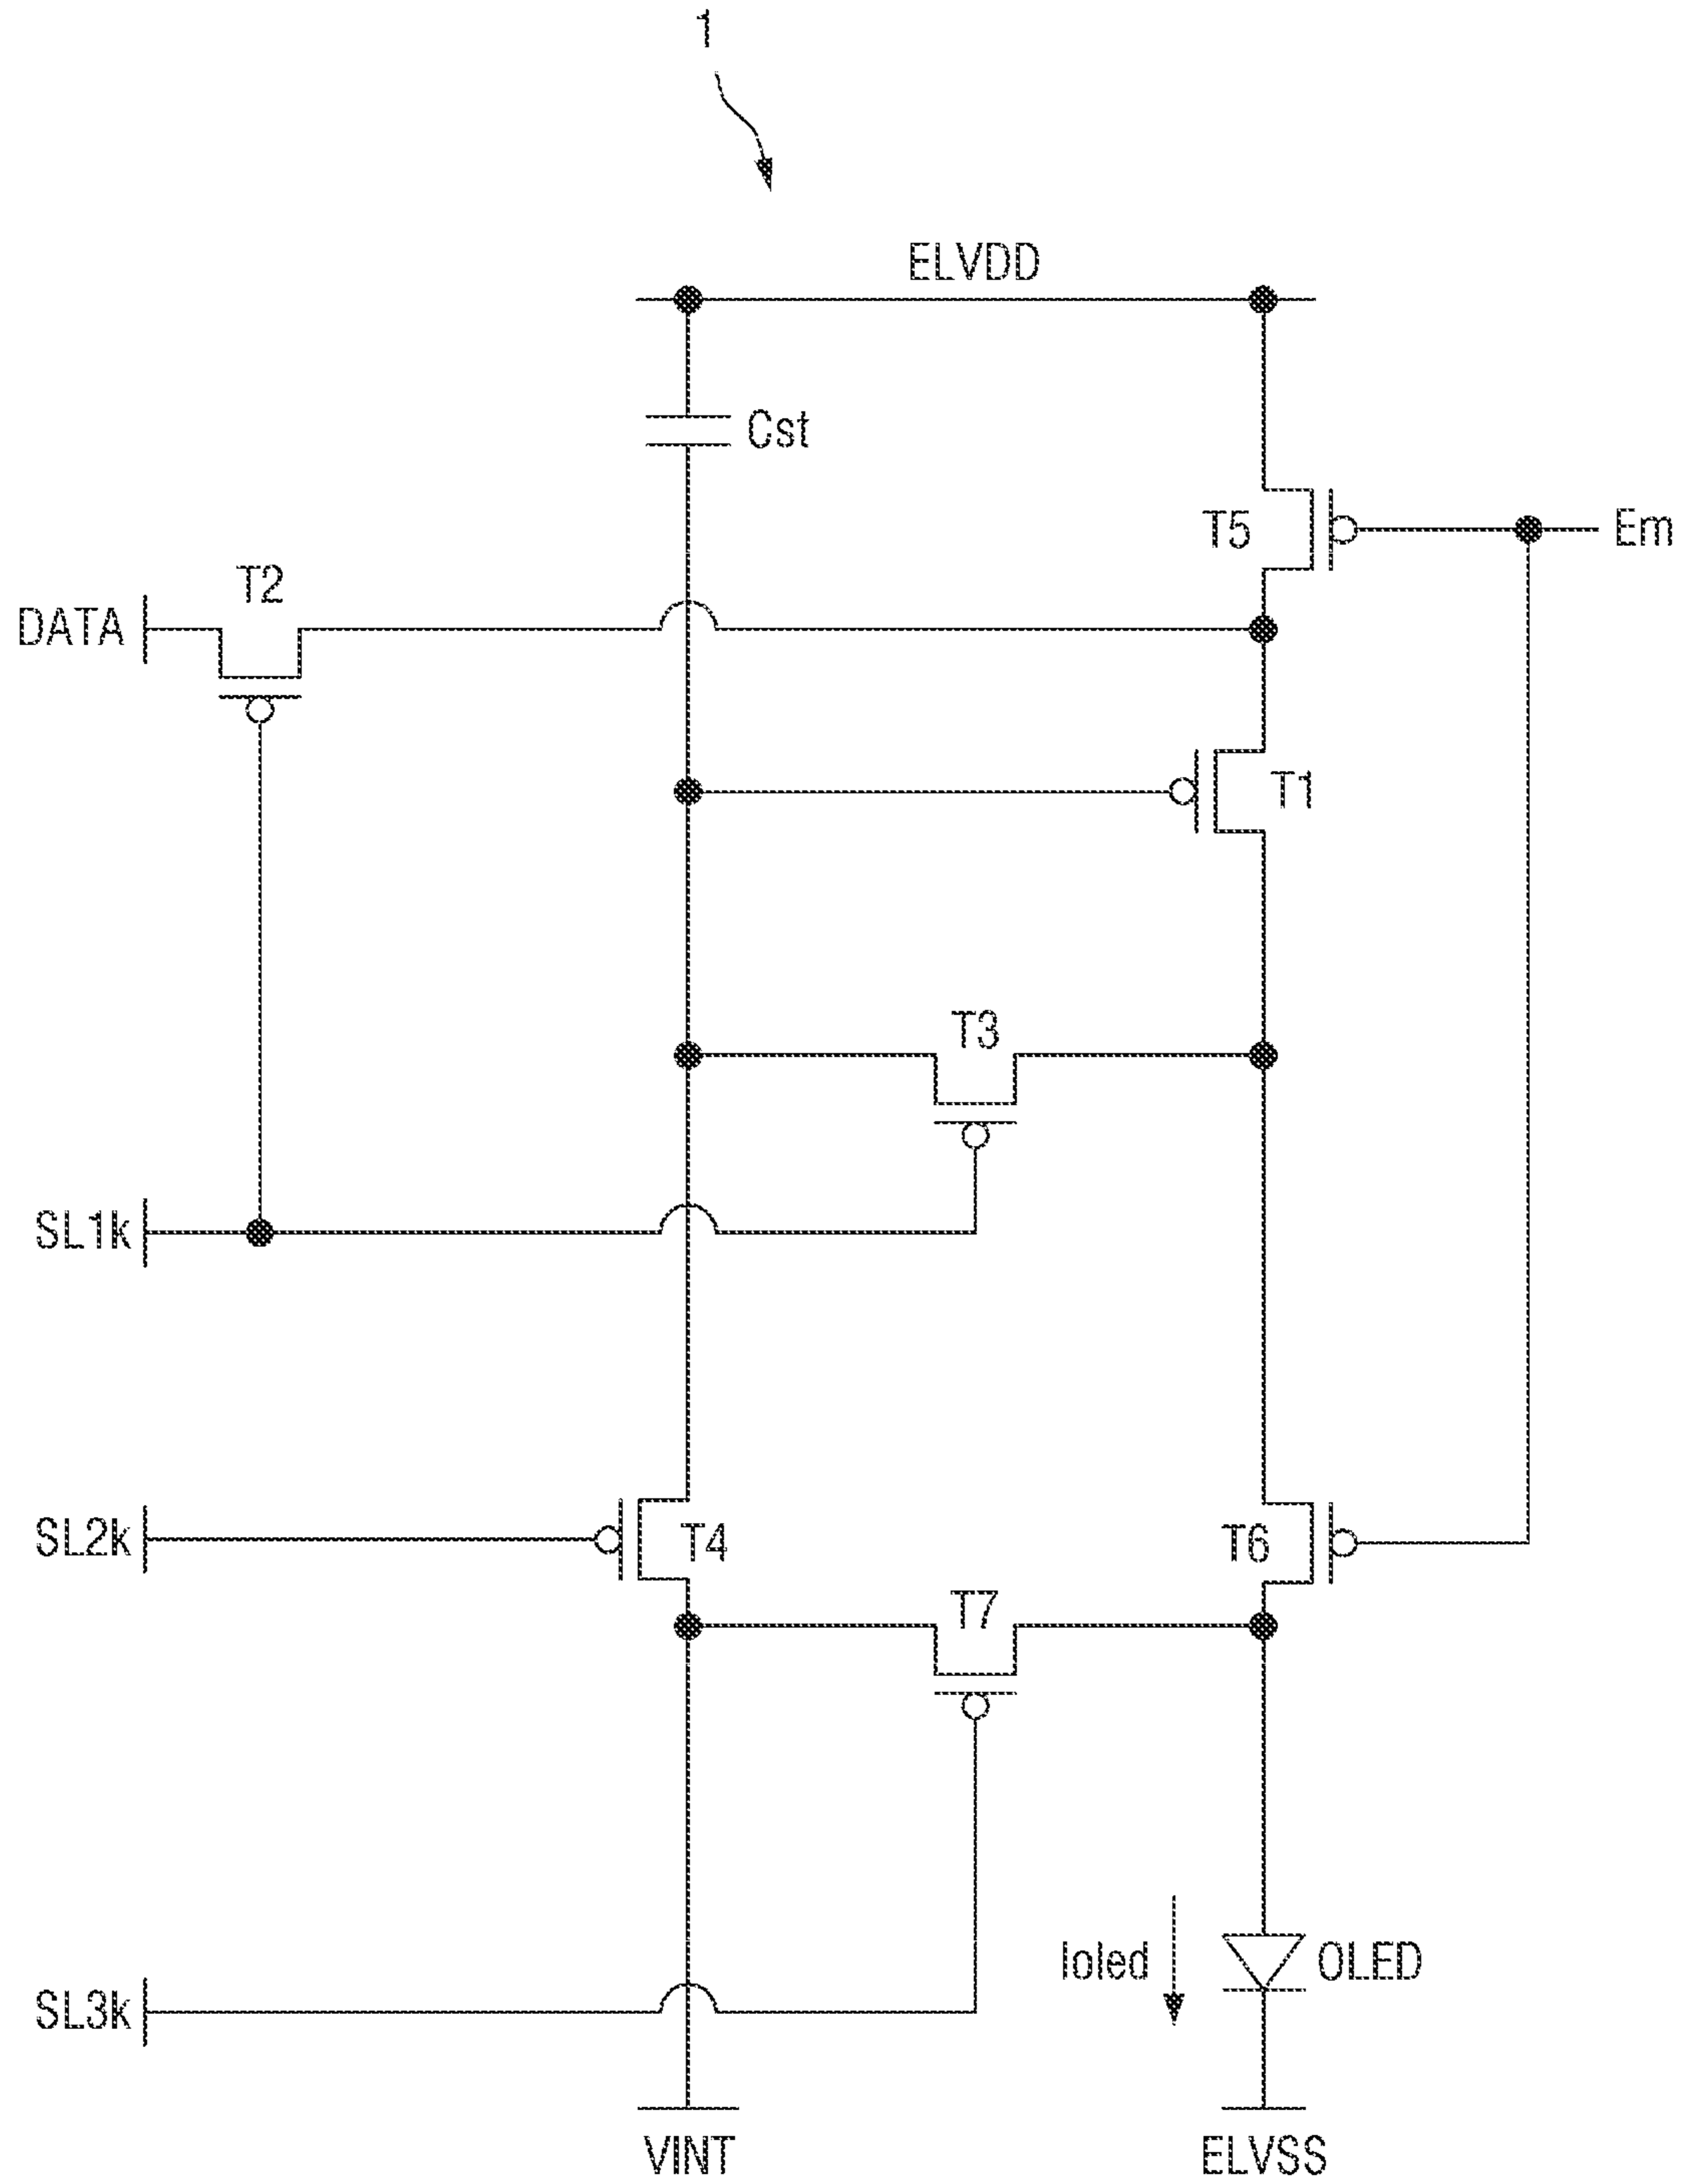 1
ELVDD
Cst
T5
Em
T2
DATA
T1
T3
SL1k
SL2k
T4
T6
T7
Ioled
OLED
SL3k
VINT
ELVSS